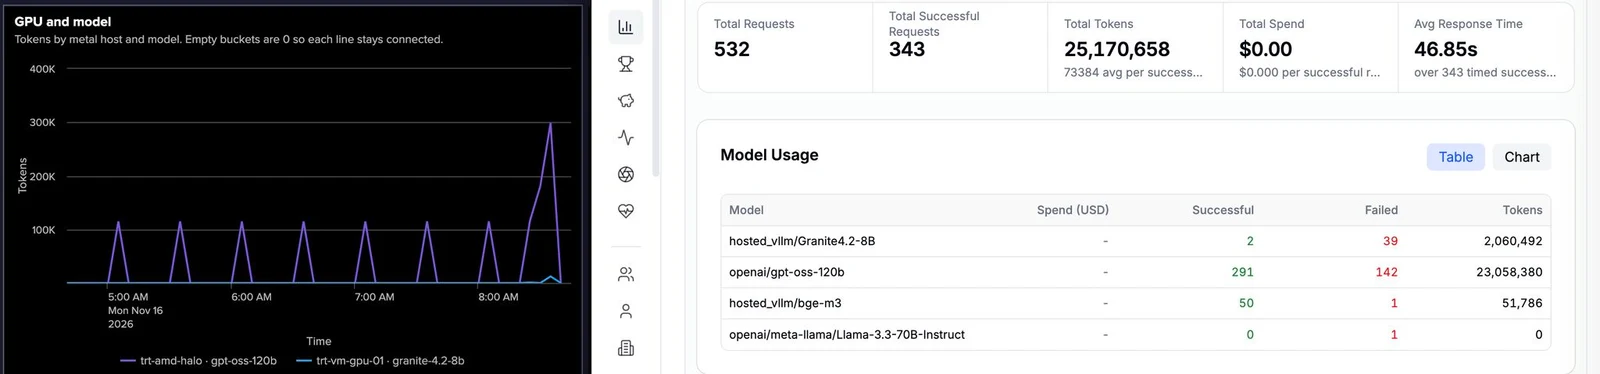 GPU and model
Tokens by metal host and model. Empty buckets are 0 so each line stays connected.
400K
300K
200K
100K
Tokens
5:00 AM
Mon Nov 16
2026
6:00 AM
7:00 AM
8:00 AM
Time
trt-amd-halo · gpt-oss-120b
trt-vm-gpu-01 · granite-4.2-8b
Total Requests
532
Total Successful
Requests
343
Total Tokens
25,170,658
73384 avg per success...
Total Spend
$0.00
$0.000 per successful r...
Avg Response Time
46.85s
over 343 timed success...
Model Usage
Table
Chart
Model Spend (USD) Successful Failed Tokens
hosted_vllm/Granite4.2-8B - 2 39 2,060,492
openai/gpt-oss-120b - 291 142 23,058,380
hosted_vllm/bge-m3 - 50 1 51,786
openai/meta-llama/Llama-3.3-70B-Instruct - 0 1 0